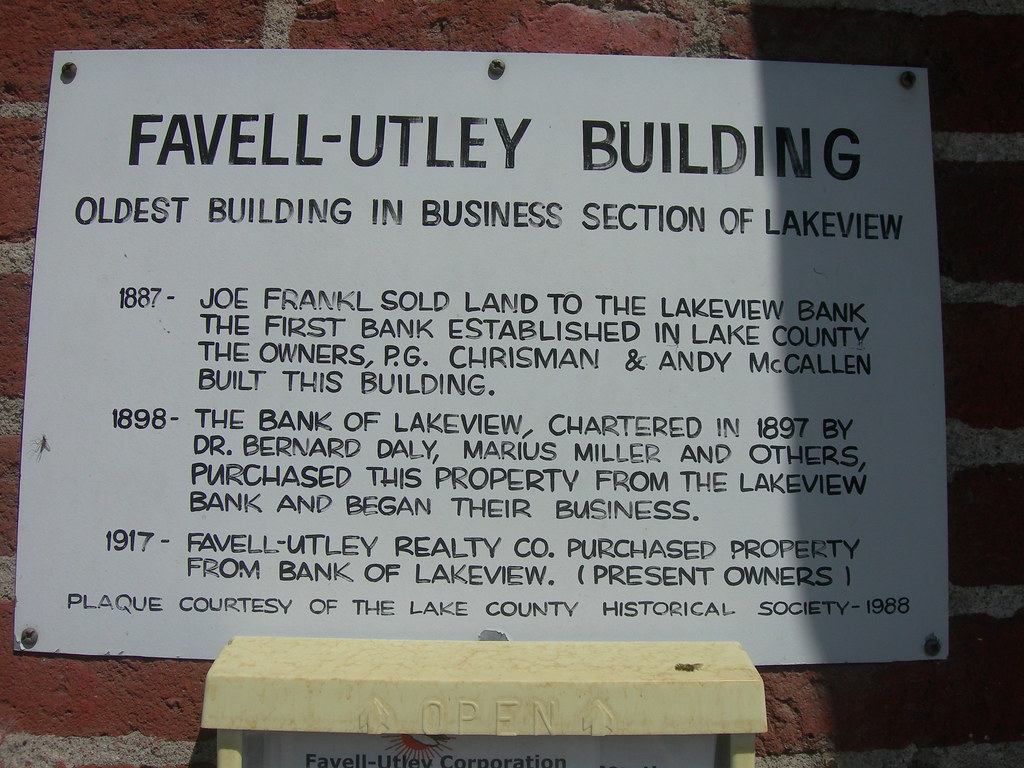 FAVELL-UTLEY BUILDING
OLDEST BUILDING IN BUSINESS SECTION OF LAKEVIEW
1887- JOE FRANKL SOLD LAND TO THE LAKEVIEW BANK
THE FIRST BANK ESTABLISHED IN LAKE COUNTY
THE OWNERS, P.G. CHRISMAN & ANDY McCALLEN
BUILT THIS BUILDING.
1898- THE BANK OF LAKEVIEW, CHARTERED IN 1897 BY
DR. BERNARD DALY, MARIUS MILLER AND OTHERS,
PURCHASED THIS PROPERTY FROM THE LAKEVIEW
BANK AND BEGAN THEIR BUSINESS.
1917- FAVELL-UTLEY REALTY CO. PURCHASED PROPERTY
FROM BANK OF LAKEVIEW. (PRESENT OWNERS)
PLAQUE COURTESY OF THE LAKE COUNTY HISTORICAL SOCIETY-1988
OPEN
Favell-Utley Corporation